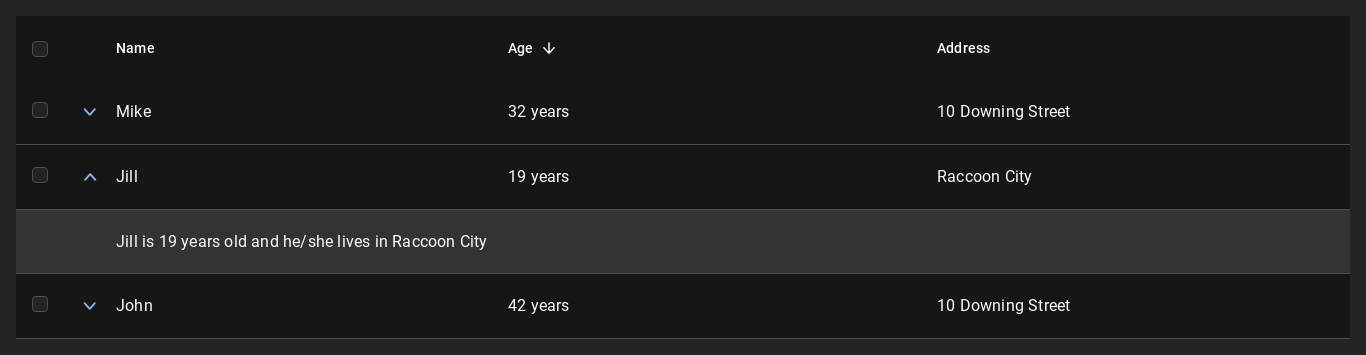 Name Age Address
Mike 32 years 10 Downing Street
Jill 19 years Raccoon City
Jill is 19 years old and he/she lives in Raccoon City
John 42 years 10 Downing Street